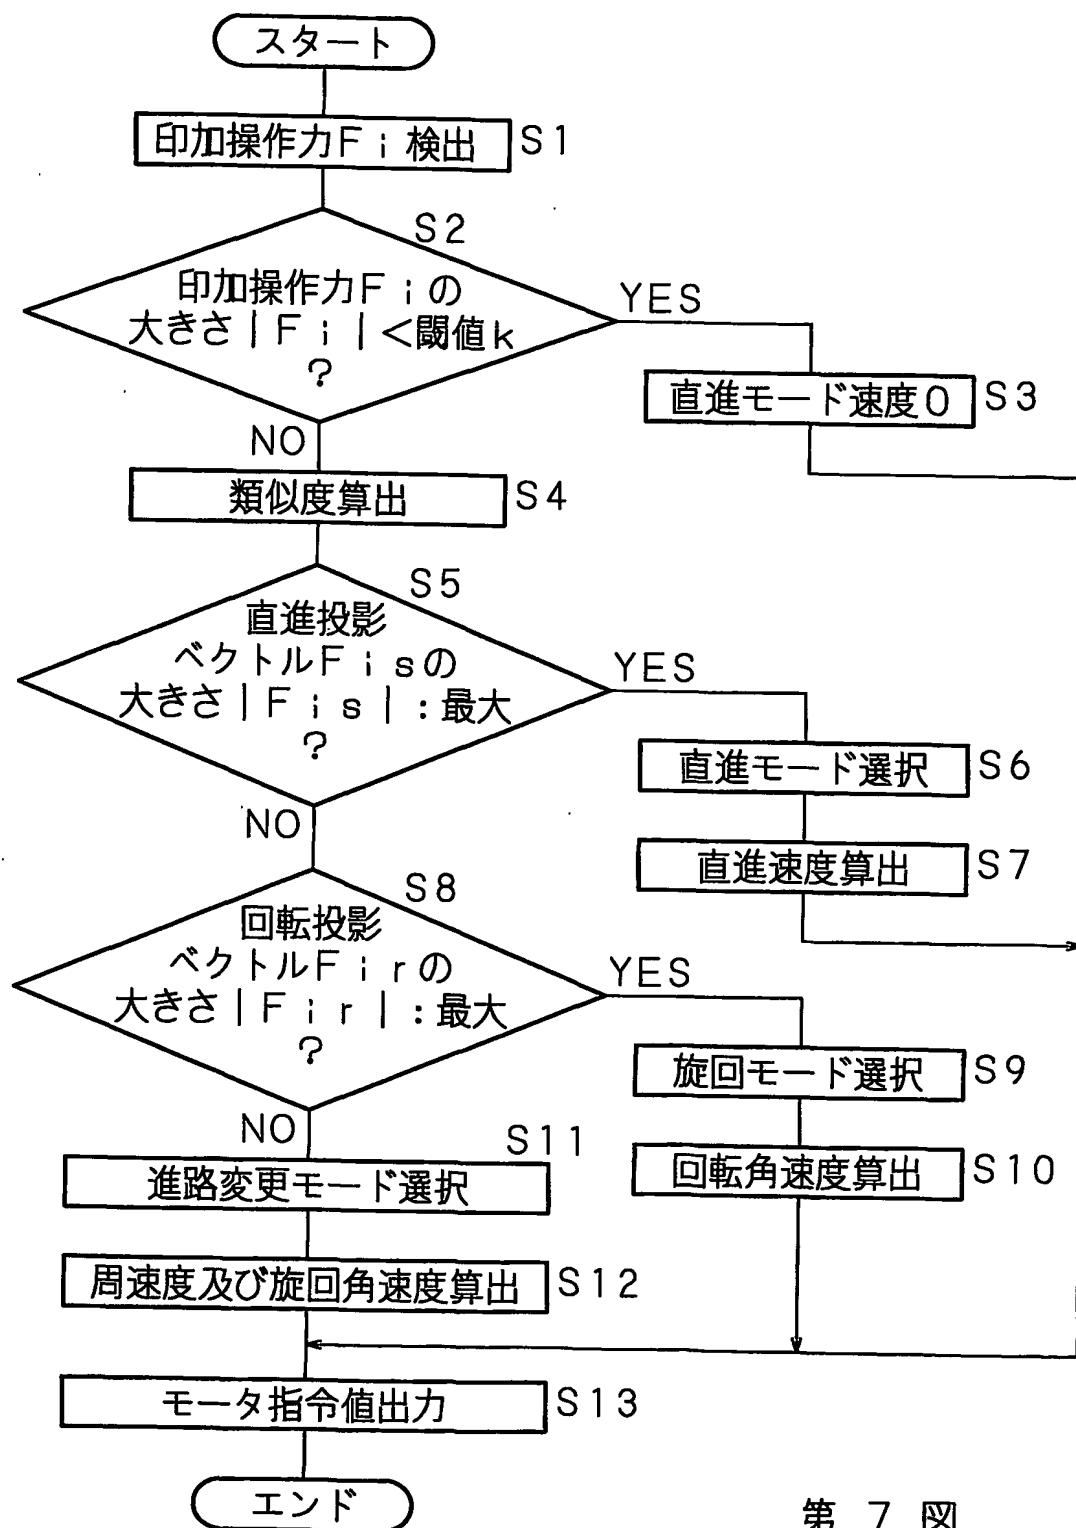 スタート
印加操作力Fi検出
S1
S2
印加操作力Fiの
大きさ|Fi|<閾値k
?
YES
直進モード速度0
S3
NO
類似度算出
S4
S5
直進投影
ベクトルFisの
大きさ|Fis|:最大
?
YES
直進モード選択
S6
直進速度算出
S7
NO
S8
回転投影
ベクトルFirの
大きさ|Fir|:最大
?
YES
旋回モード選択
S9
回転角速度算出
S10
NO
S11
進路変更モード選択
周速度及び旋回角速度算出
S12
モータ指令値出力
S13
エンド
第 7 図